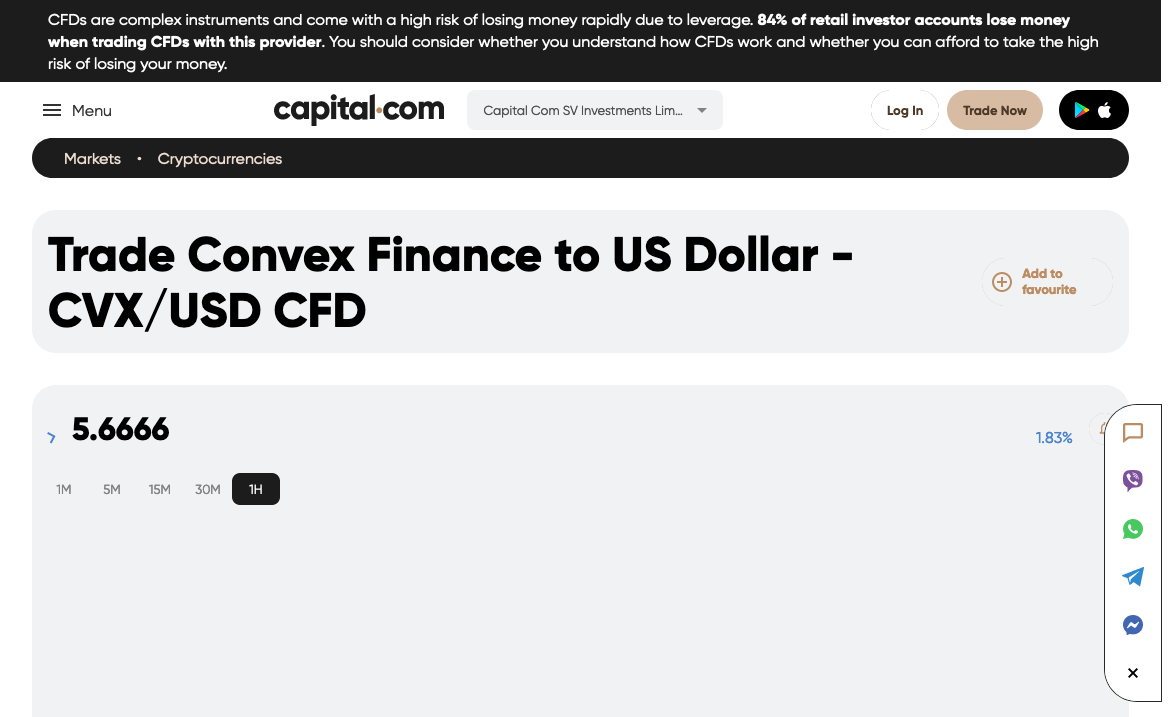 CFDs are complex instruments and come with a high risk of losing money rapidly due to leverage. 84% of retail investor accounts lose money
when trading CFDs with this provider. You should consider whether you understand how CFDs work and whether you can afford to take the high
risk of losing your money.
Menu
capital.com
Capital Com SV Investments Lim...
Log In
Trade Now
Markets • Cryptocurrencies
Trade Convex Finance to US Dollar -
CVX/USD CFD
Add to
favourite
5.6666
1.83%
1M 5M 15M 30M 1H